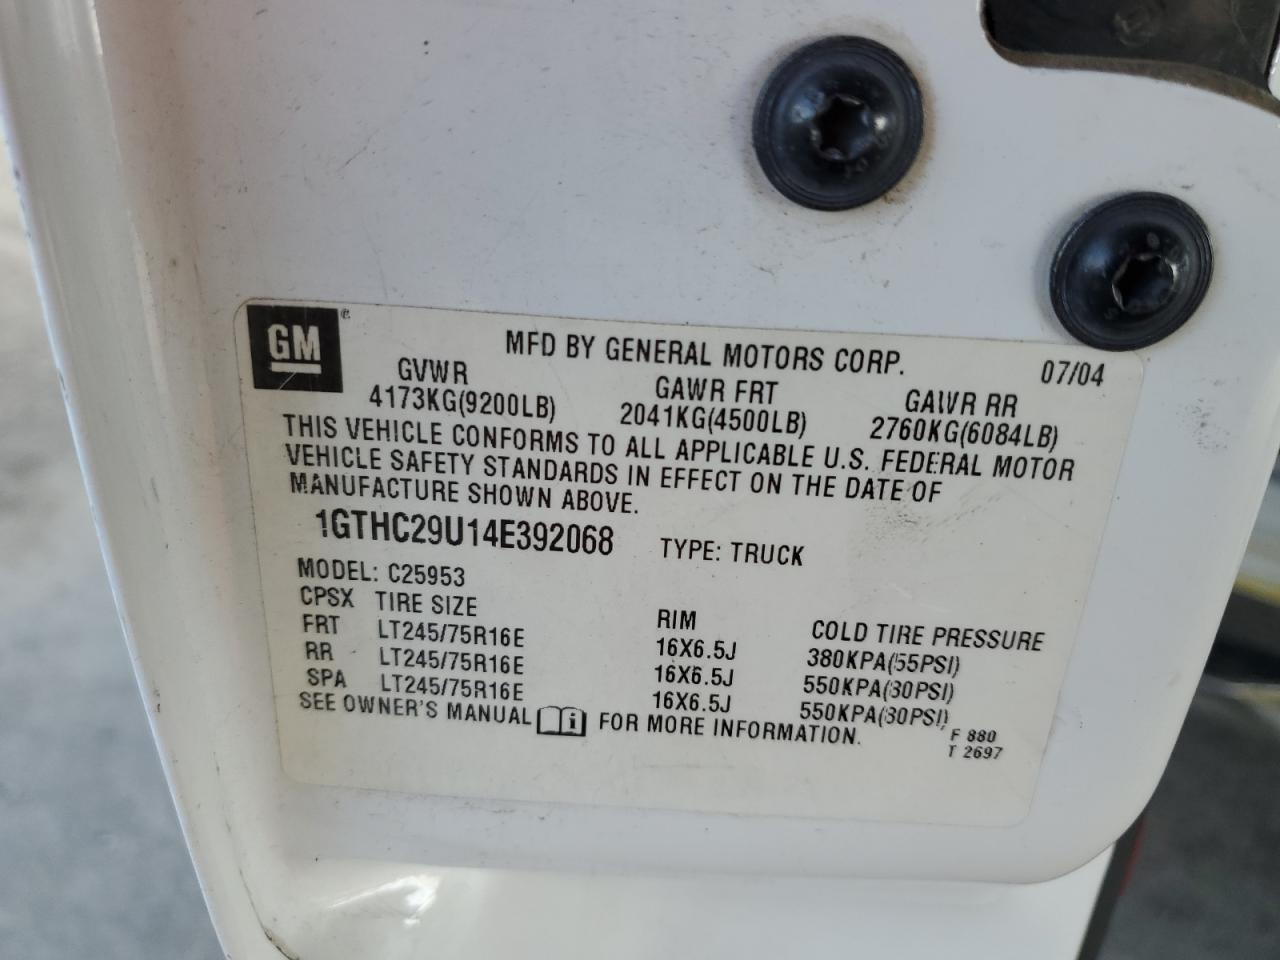 GM
MFD BY GENERAL MOTORS CORP. 07/04
GVWR GAWR FRT GAWR RR
4173KG(9200LB) 2041KG(4500LB) 2760KG(6084LB)
THIS VEHICLE CONFORMS TO ALL APPLICABLE U.S. FEDERAL MOTOR
VEHICLE SAFETY STANDARDS IN EFFECT ON THE DATE OF
MANUFACTURE SHOWN ABOVE.
1GTHC29U14E392068 TYPE: TRUCK
MODEL: C25953
CPSX TIRE SIZE RIM COLD TIRE PRESSURE
FRT LT245/75R16E 16X6.5J 380KPA(55PSI)
RR LT245/75R16E 16X6.5J 550KPA(80PSI)
SPA LT245/75R16E 16X6.5J 550KPA(80PSI)
SEE OWNER'S MANUAL FOR MORE INFORMATION.
F 880
T 2697